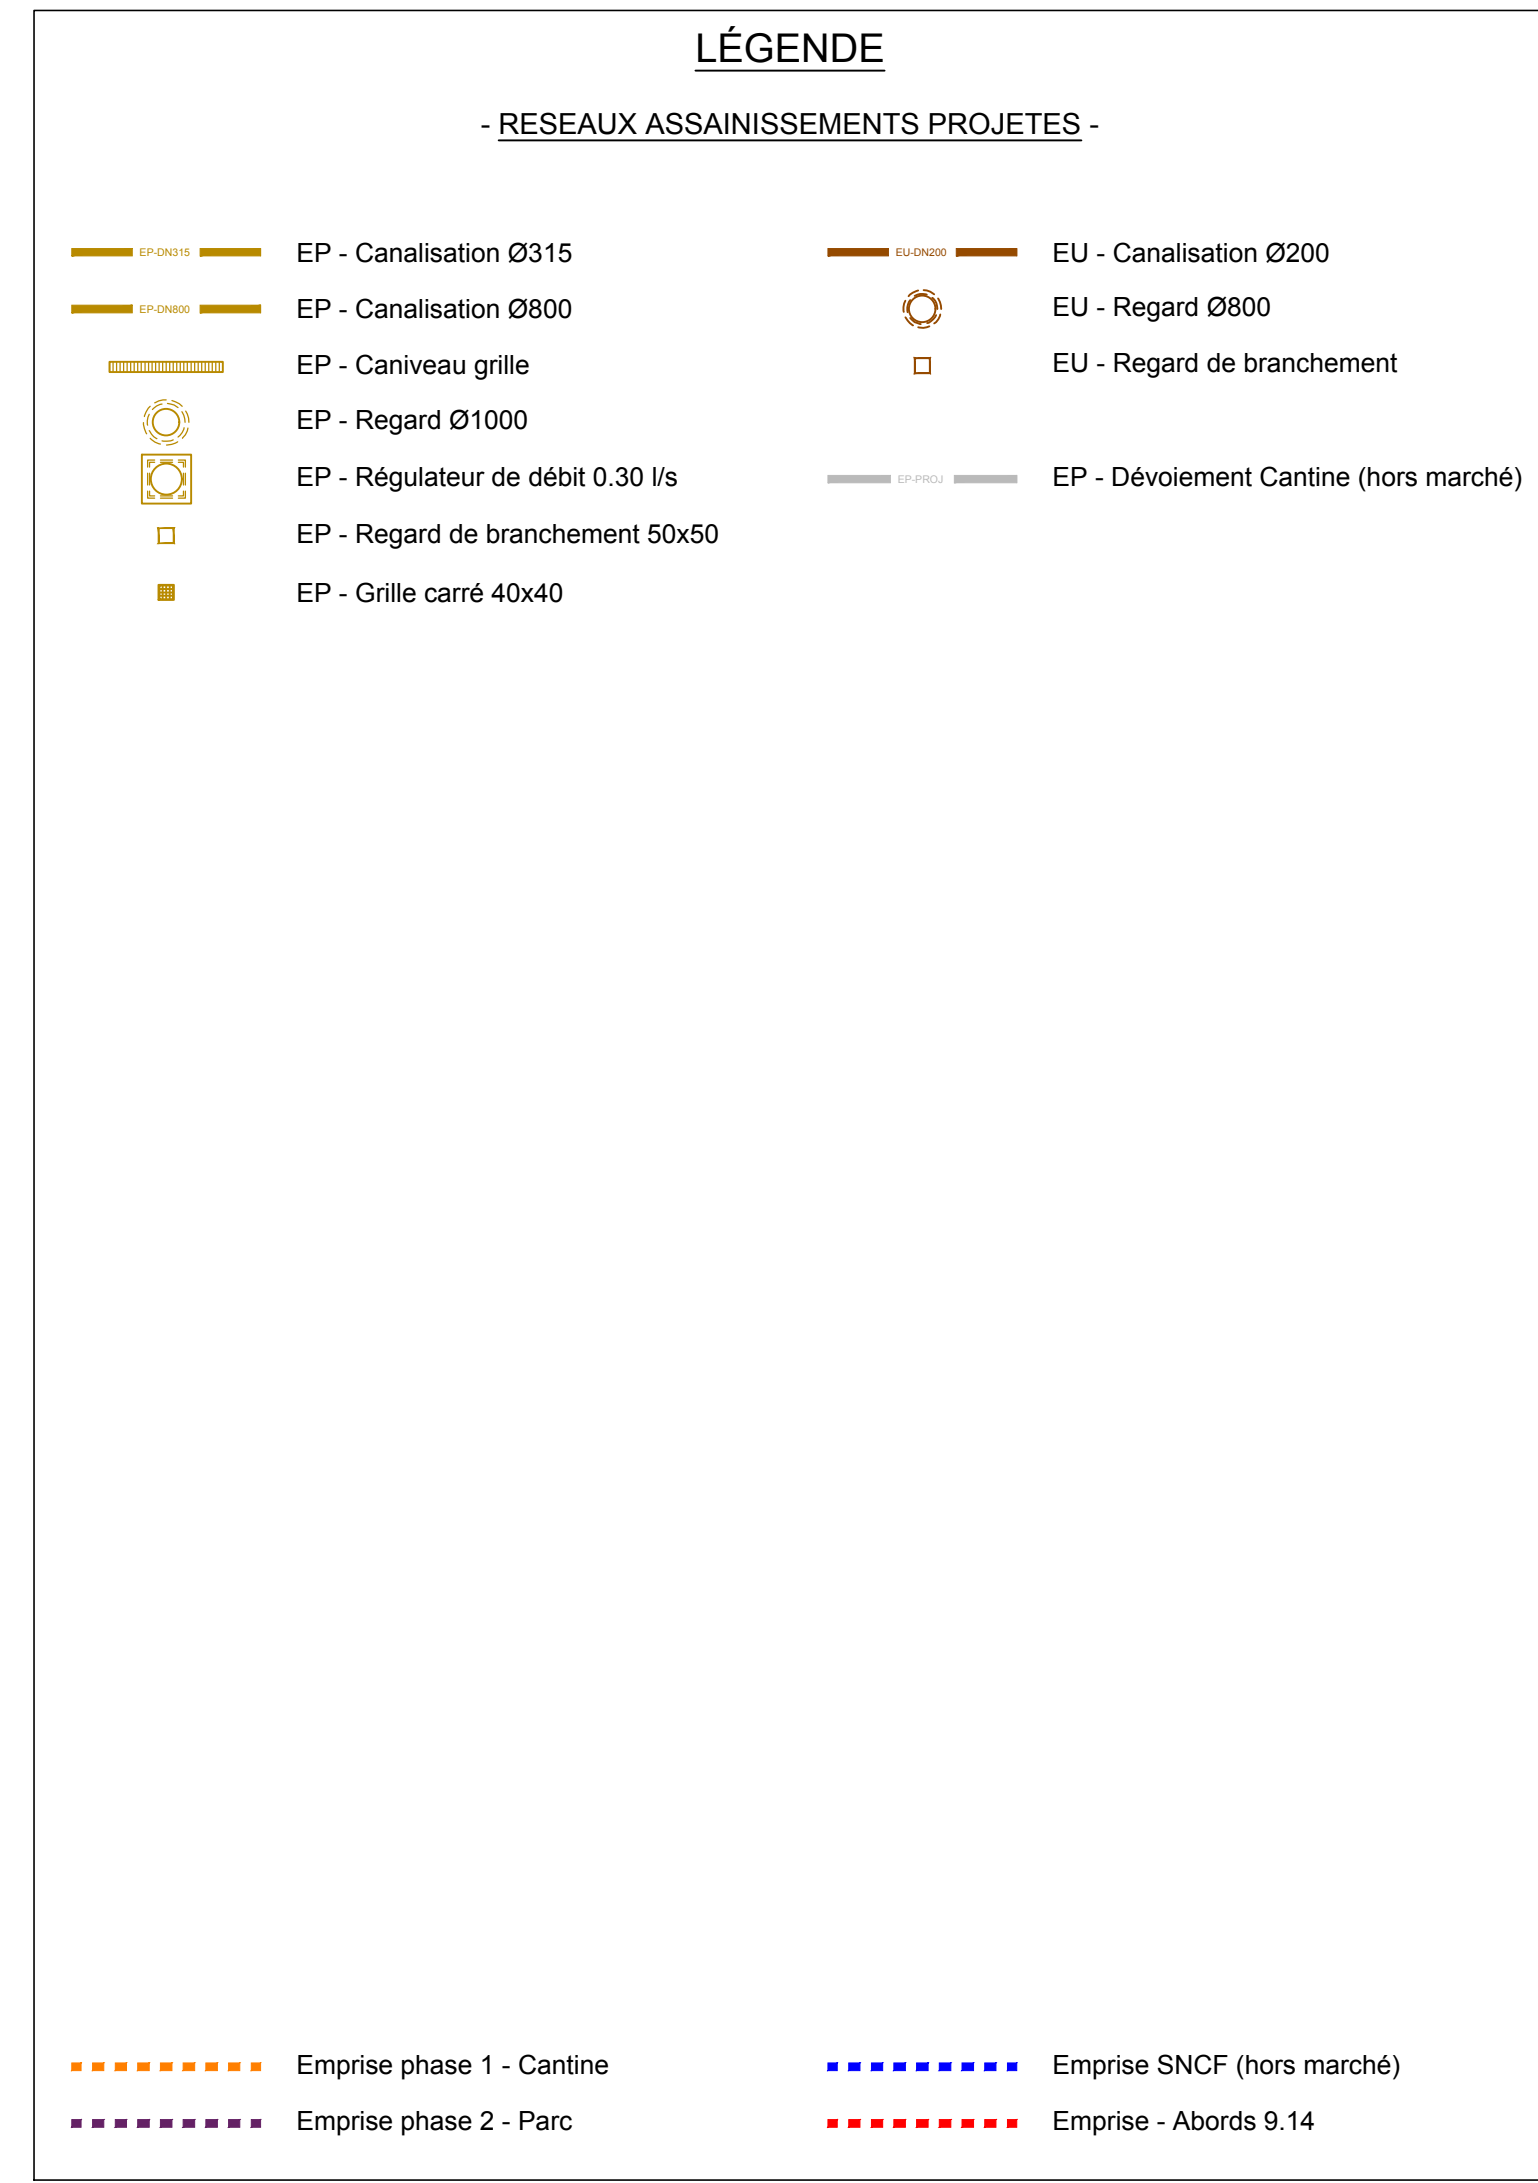 LÉGENDE
- RESEAUX ASSAINISSEMENTS PROJETES -
EP-DN315 EP - Canalisation Ø315
EP-DN800 EP - Canalisation Ø800
EP - Caniveau grille
EP - Regard Ø1000
EP - Régulateur de débit 0.30 l/s
EP - Regard de branchement 50x50
EP - Grille carré 40x40
EU-DN200 EU - Canalisation Ø200
EU - Regard Ø800
EU - Regard de branchement
EP-PROJ EP - Dévoiement Cantine (hors marché)
Emprise phase 1 - Cantine
Emprise phase 2 - Parc
Emprise SNCF (hors marché)
Emprise - Abords 9.14